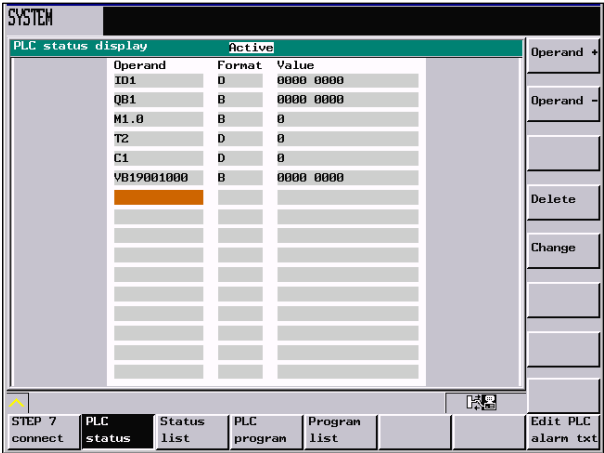 SYSTEM
PLC status display Active
Operand Format Value
ID1 D 0000 0000
QB1 B 0000 0000
M1.0 B 0
T2 D 0
C1 D 0
VB19001000 B 0000 0000
Operand +
Operand -
Delete
Change
STEP 7 connect
PLC status
Status list
PLC program
Program list
Edit PLC alarm txt